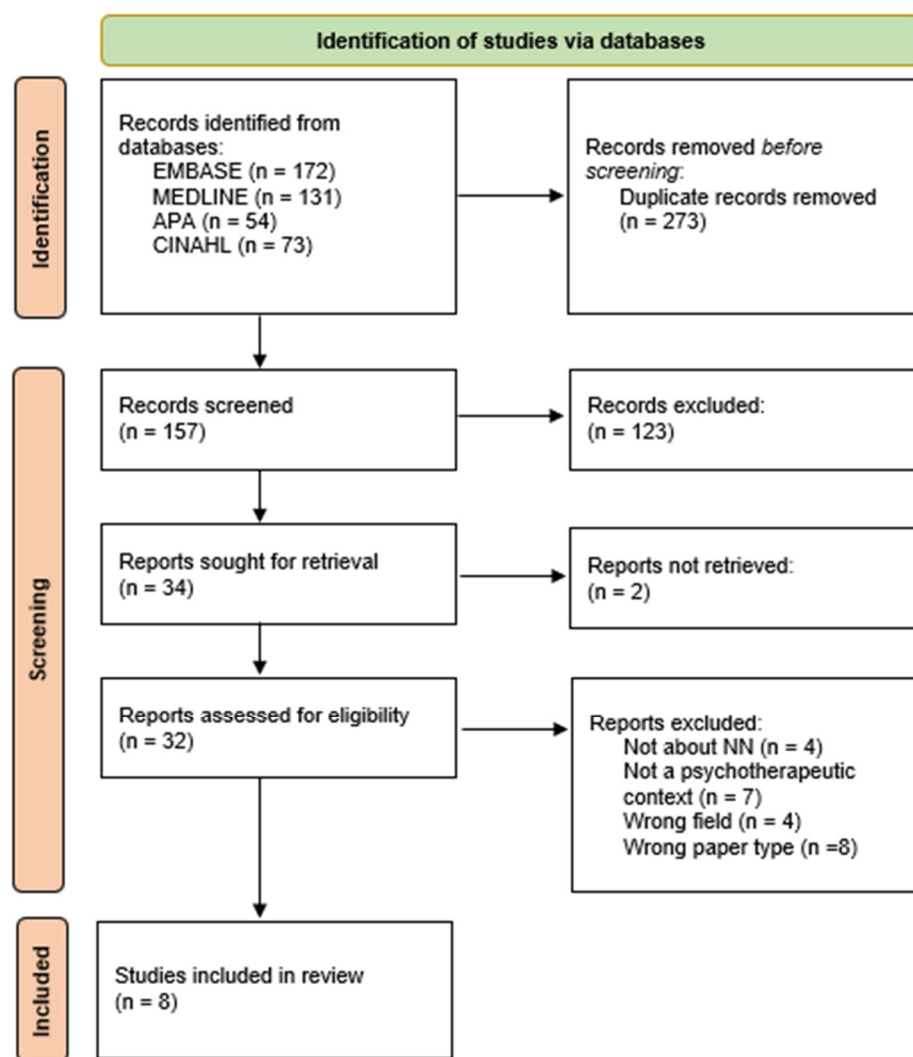 Identification of studies via databases
Identification
Records identified from
databases:
EMBASE (n = 172)
MEDLINE (n = 131)
APA (n = 54)
CINAHL (n = 73)
Records removed before
screening:
Duplicate records removed
(n = 273)
Screening
Records screened
(n = 157)
Records excluded:
(n = 123)
Reports sought for retrieval
(n = 34)
Reports not retrieved:
(n = 2)
Reports assessed for eligibility
(n = 32)
Reports excluded:
Not about NN (n = 4)
Not a psychotherapeutic
context (n = 7)
Wrong field (n = 4)
Wrong paper type (n =8)
Included
Studies included in review
(n = 8)